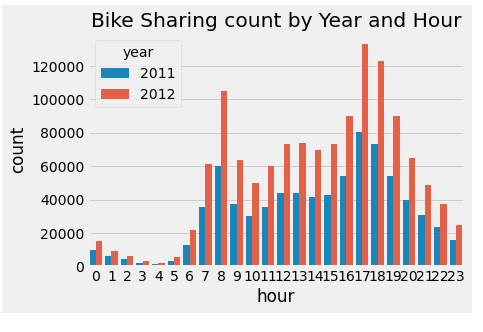 Bike Sharing count by Year and Hour
year
2011
2012
120000
100000
80000
60000
40000
20000
0
count
0 1 2 3 4 5 6 7 8 9 10 11 12 13 14 15 16 17 18 19 20 21 22 23
hour